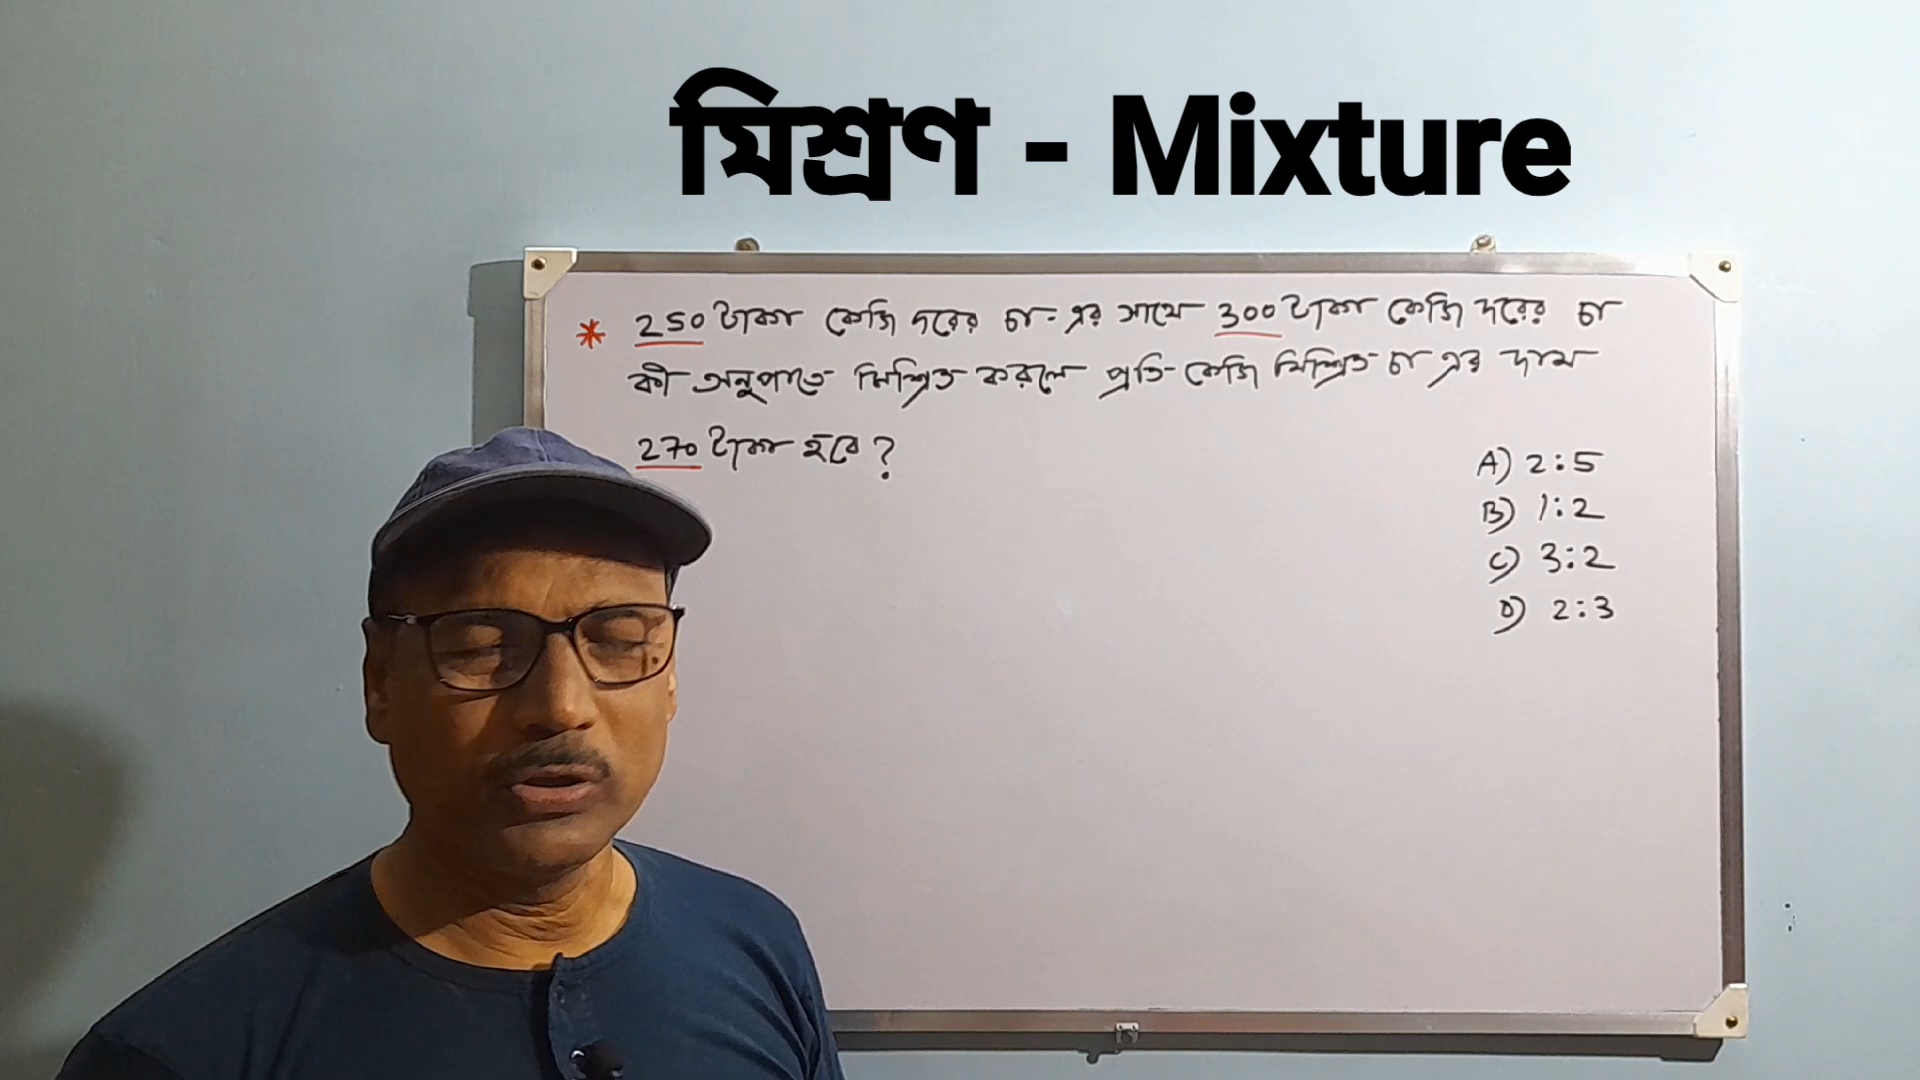 মিশ্রণ - Mixture
* 250 টাকা কেজি দরের চা-এর সাথে 300 টাকা কেজি দরের চা
কী অনুপাতে মিশ্রিত করলে প্রতি কেজি মিশ্রিত চা এর দাম
270 টাকা হবে?
A) 2:5
B) 1:2
C) 3:2
D) 2:3